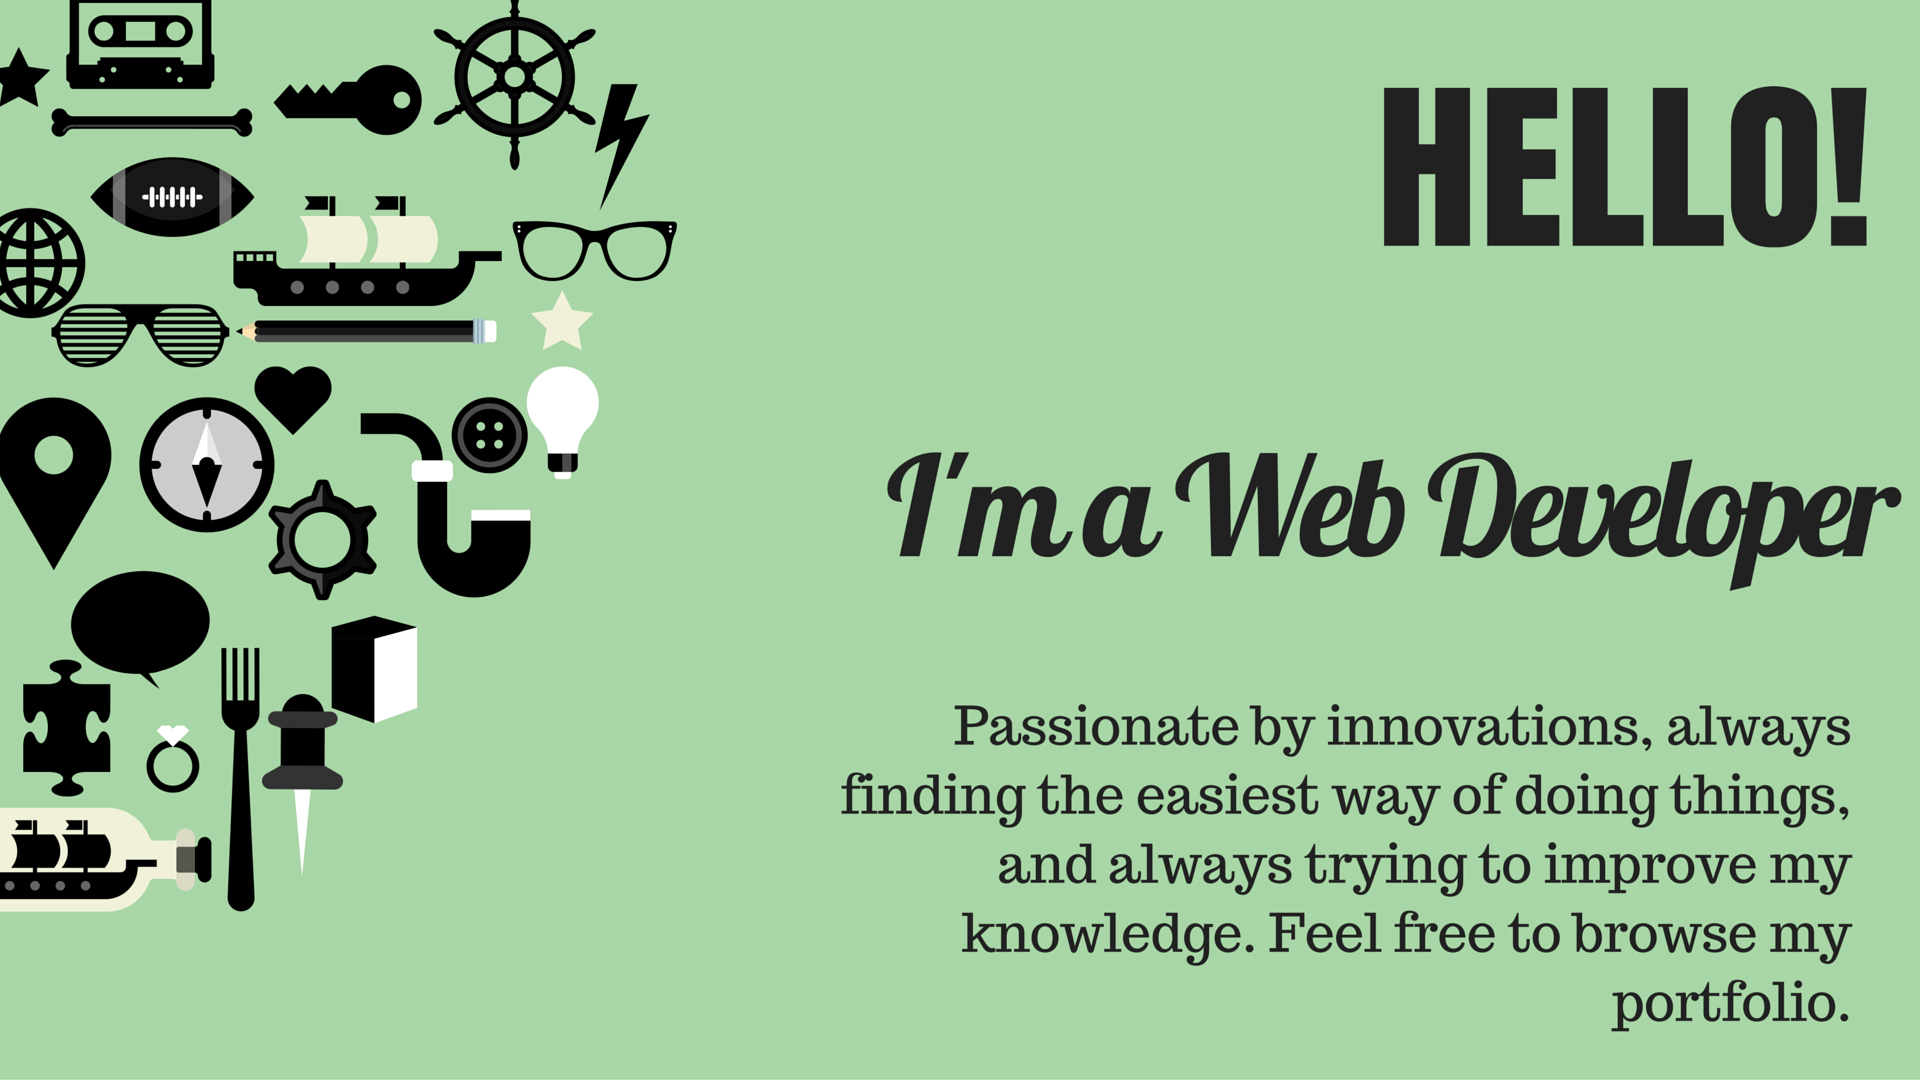 HELLO!
I'm a Web Developer
Passionate by innovations, always
finding the easiest way of doing things,
and always trying to improve my
knowledge. Feel free to browse my
portfolio.